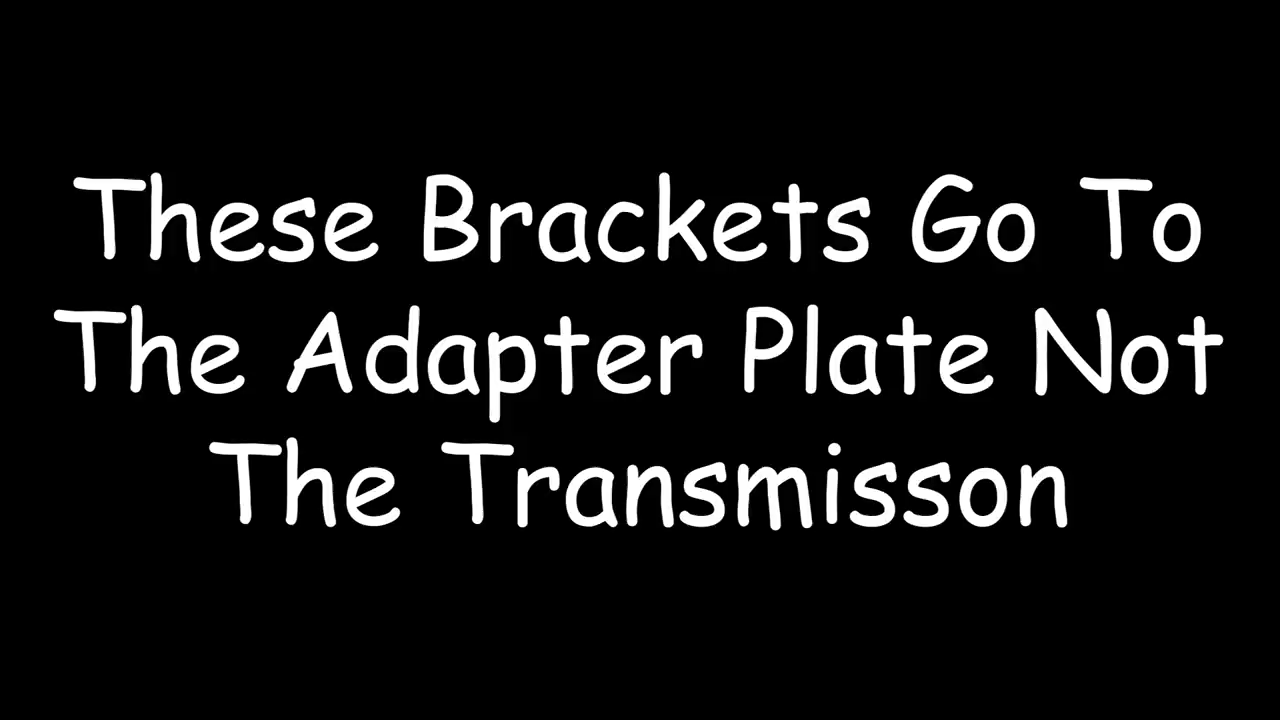 These Brackets Go To
The Adapter Plate Not
The Transmisson